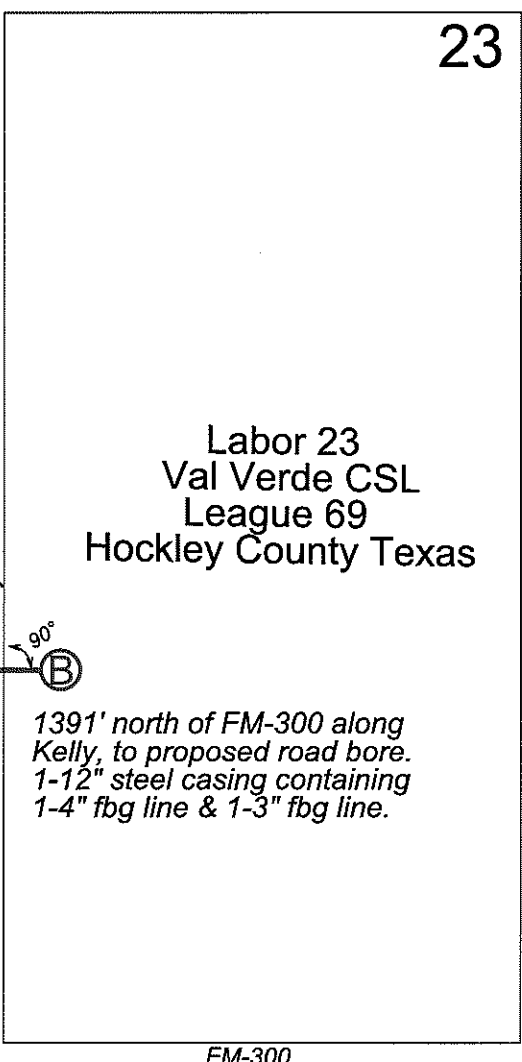 23
Labor 23
Val Verde CSL
League 69
Hockley County Texas
90°
B
1391' north of FM-300 along
Kelly, to proposed road bore.
1-12" steel casing containing
1-4" fbg line & 1-3" fbg line.
FM-300